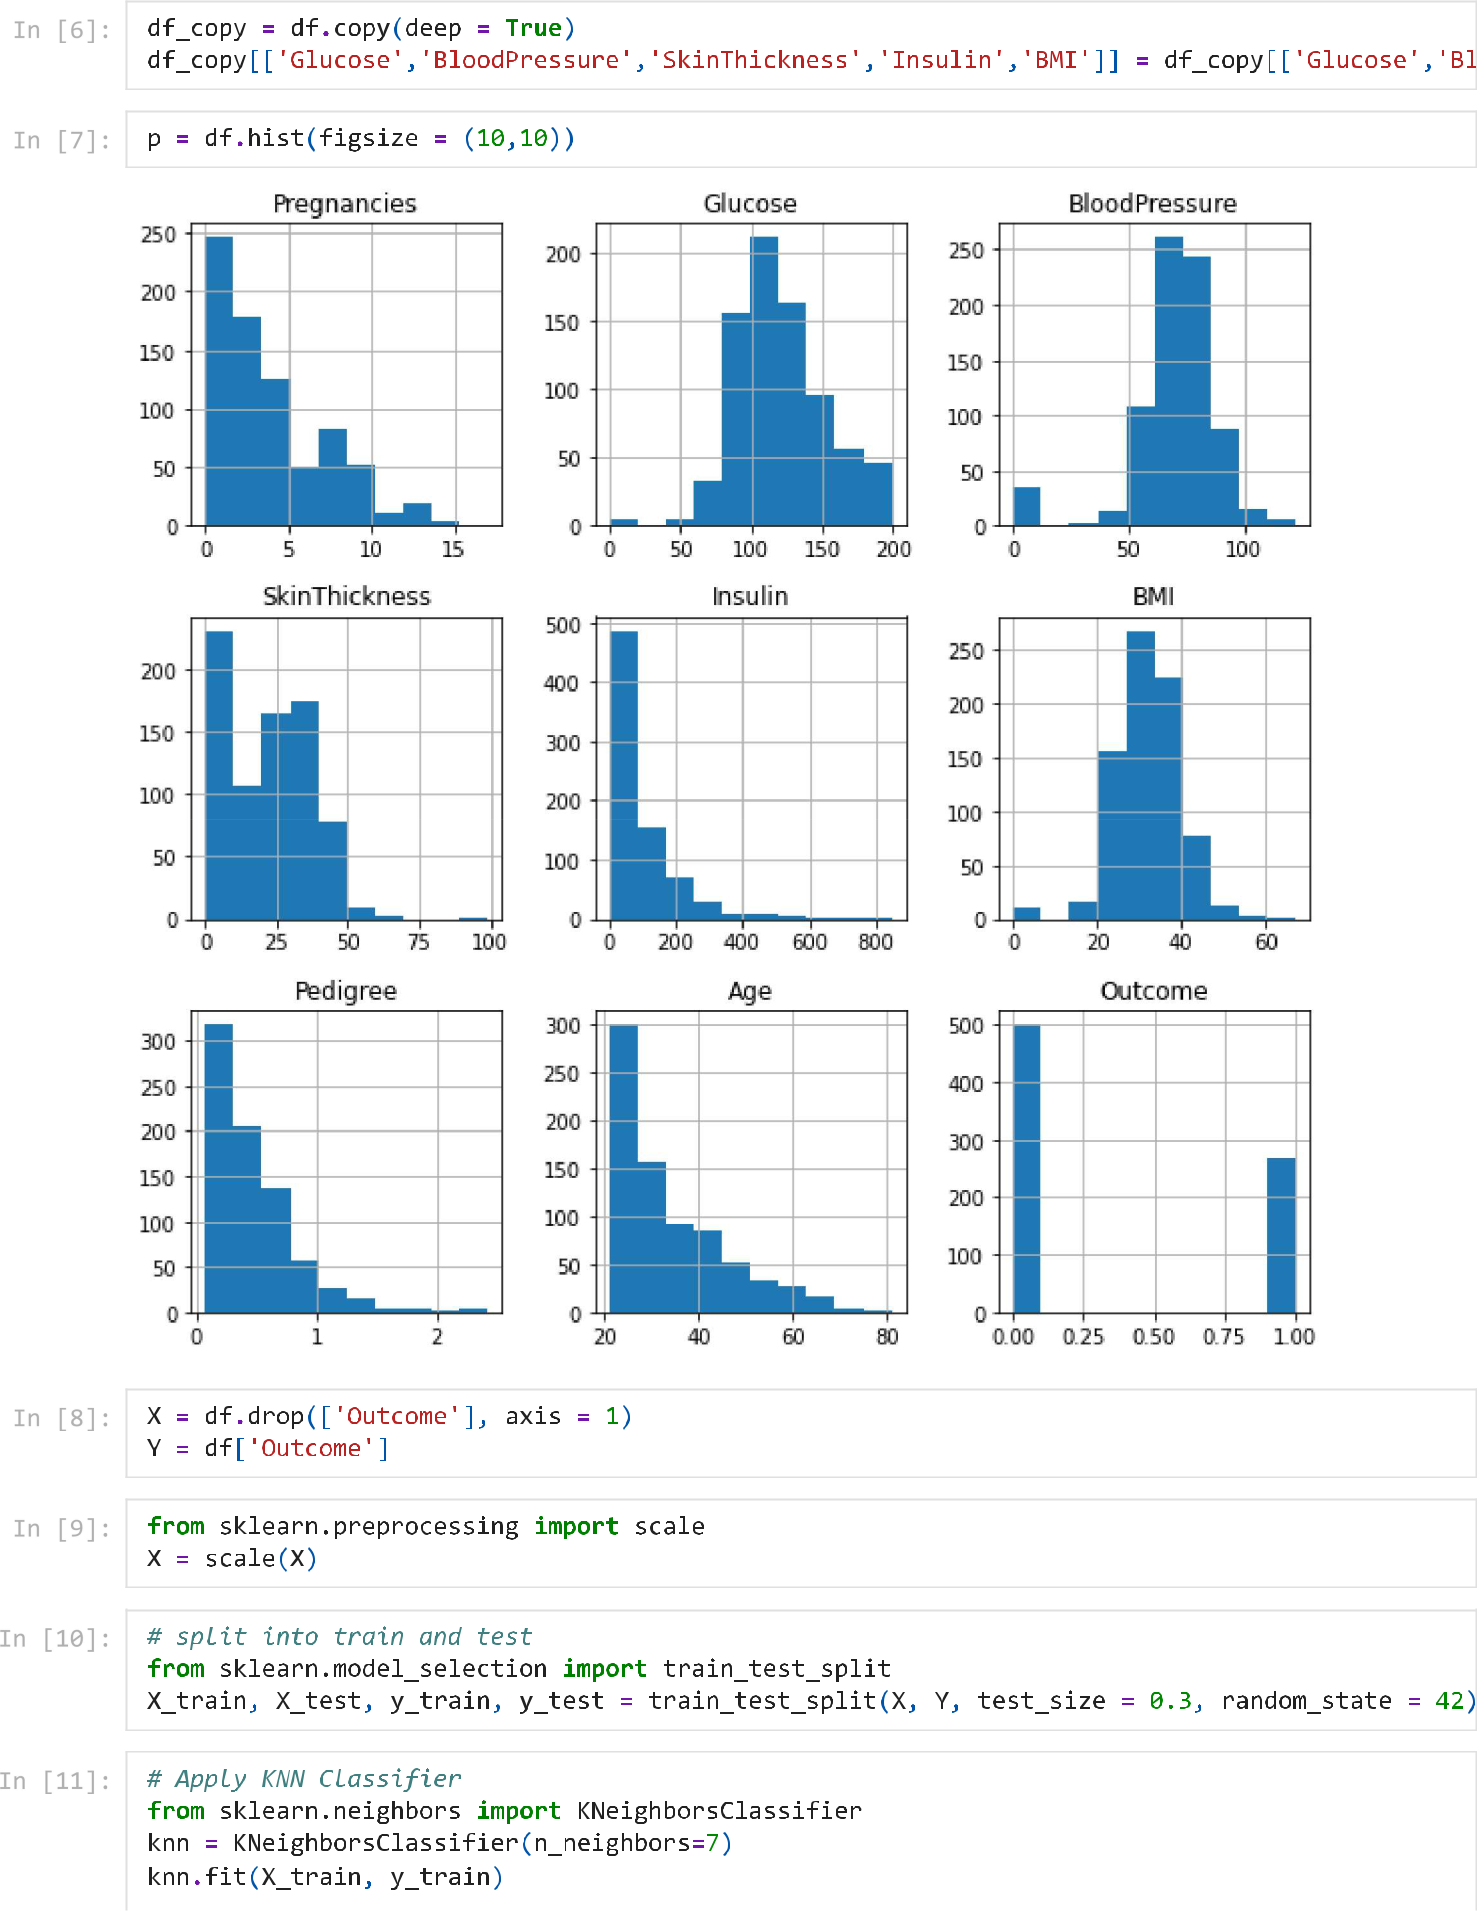 In [6]:
df_copy = df.copy(deep = True)
df_copy[['Glucose','BloodPressure','SkinThickness','Insulin','BMI']] = df_copy[['Glucose','Bl
In [7]:
p = df.hist(figsize = (10,10))
Pregnancies
250
200
150
100
50
0
0 5 10 15
Glucose
200
150
100
50
0
0 50 100 150 200
BloodPressure
250
200
150
100
50
0
0 50 100
SkinThickness
200
150
100
50
0
0 25 50 75 100
Insulin
500
400
300
200
100
0
0 200 400 600 800
BMI
250
200
150
100
50
0
0 20 40 60
Pedigree
300
250
200
150
100
50
0
0 1 2
Age
300
250
200
150
100
50
0
20 40 60 80
Outcome
500
400
300
200
100
0
0.00 0.25 0.50 0.75 1.00
In [8]:
X = df.drop(['Outcome'], axis = 1)
Y = df['Outcome']
In [9]:
from sklearn.preprocessing import scale
X = scale(X)
In [10]:
# split into train and test
from sklearn.model_selection import train_test_split
X_train, X_test, y_train, y_test = train_test_split(X, Y, test_size = 0.3, random_state = 42)
In [11]:
# Apply KNN Classifier
from sklearn.neighbors import KNeighborsClassifier
knn = KNeighborsClassifier(n_neighbors=7)
knn.fit(X_train, y_train)